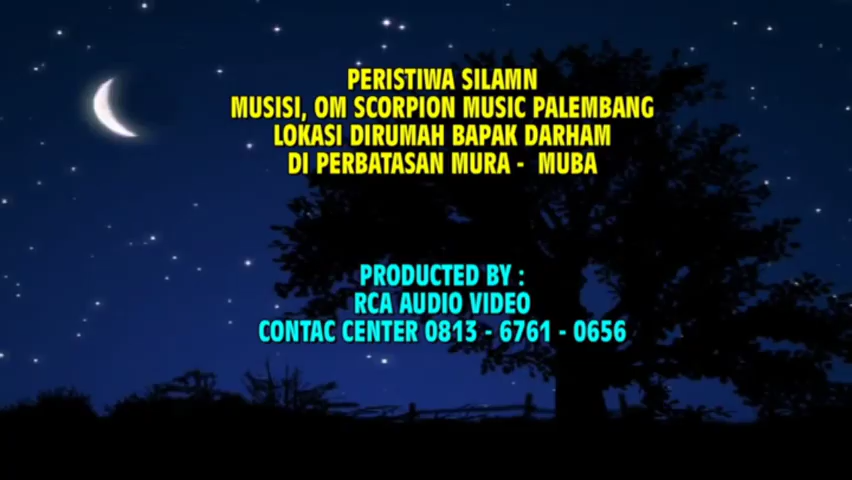 PERISTIWA SILAMN
MUSISI, OM SCORPION MUSIC PALEMBANG
LOKASI DIRUMAH BAPAK DARHAM
DI PERBATASAN MURA - MUBA
PRODUCTED BY :
RCA AUDIO VIDEO
CONTAC CENTER 0813 - 6761 - 0656